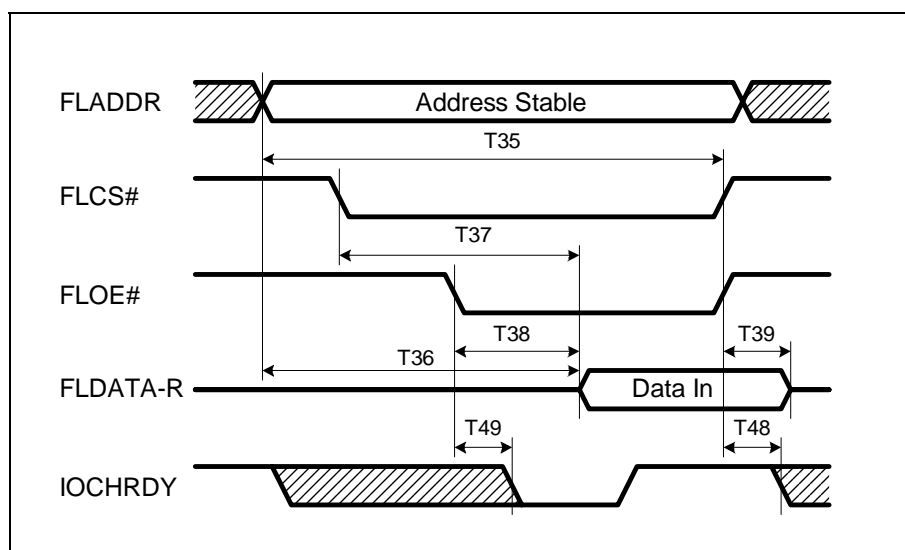 FLADDR
Address Stable
T35
FLCS#
T37
FLOE#
T38
T39
T36
FLDATA-R
Data In
T49
T48
IOCHRDY